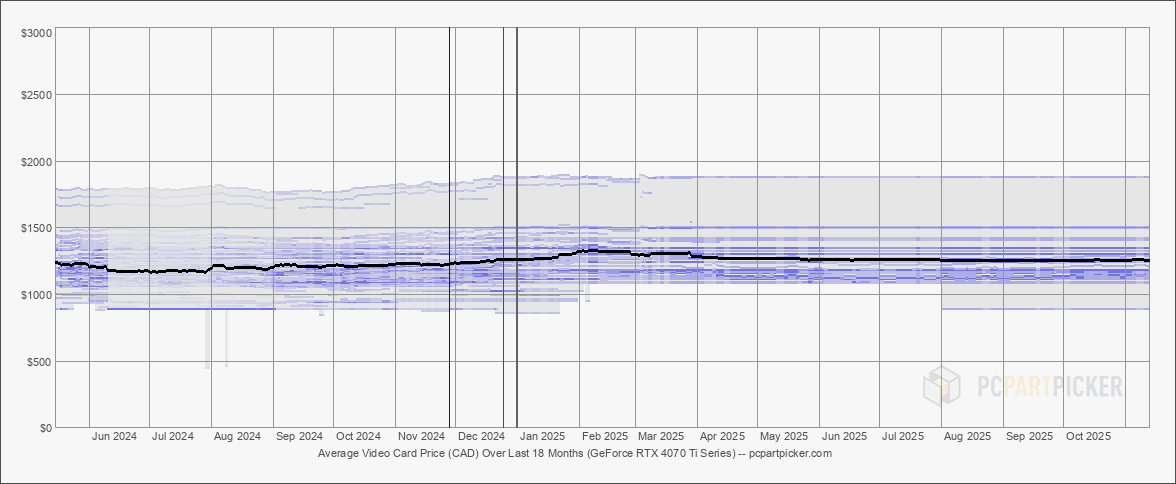 $3000
$2500
$2000
$1500
$1000
$500
$0
Jun 2024 Jul 2024 Aug 2024 Sep 2024 Oct 2024 Nov 2024 Dec 2024 Jan 2025 Feb 2025 Mar 2025 Apr 2025 May 2025 Jun 2025 Jul 2025 Aug 2025 Sep 2025 Oct 2025
Average Video Card Price (CAD) Over Last 18 Months (GeForce RTX 4070 Ti Series) -- pcpartpicker.com
PCPARTPICKER